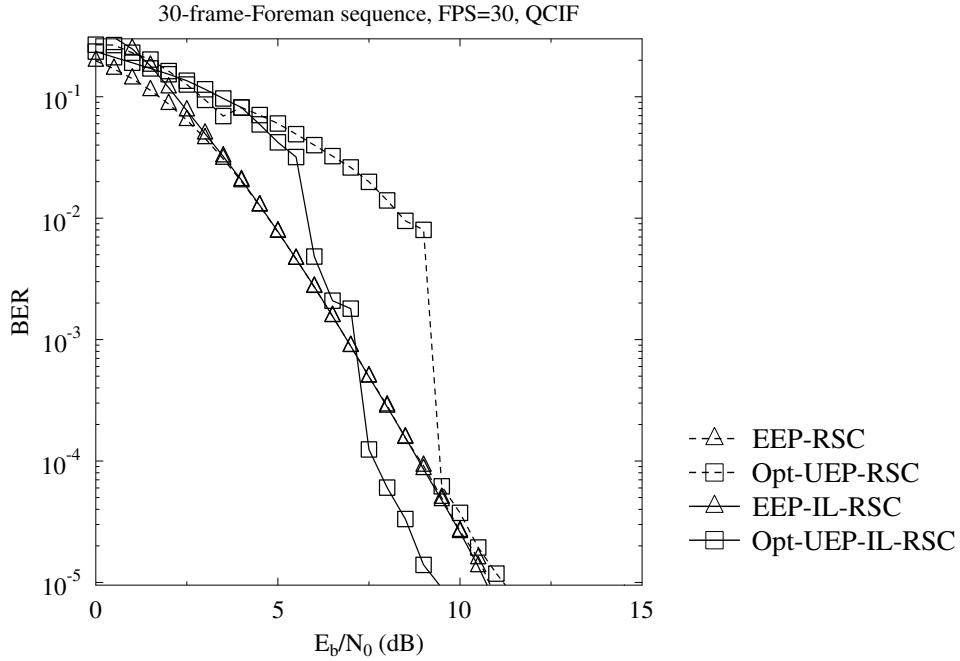 30-frame-Foreman sequence, FPS=30, QCIF
10^-1
10^-2
10^-3
10^-4
10^-5
BER
0
5
10
15
E_b/N_0 (dB)
EEP-RSC
Opt-UEP-RSC
EEP-IL-RSC
Opt-UEP-IL-RSC